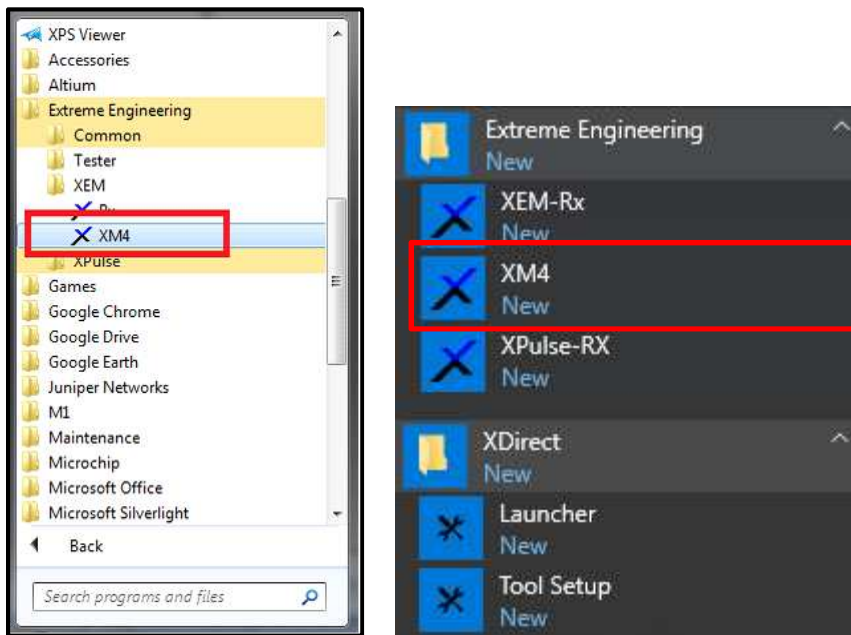 XPS Viewer
Accessories
Altium
Extreme Engineering
Common
Tester
XEM
XM4
XPulse
Games
Google Chrome
Google Drive
Google Earth
Juniper Networks
M1
Maintenance
Microchip
Microsoft Office
Microsoft Silverlight
Back
Search programs and files
Extreme Engineering
New
XEM-Rx
New
XM4
New
XPulse-RX
New
XDirect
New
Launcher
New
Tool Setup
New